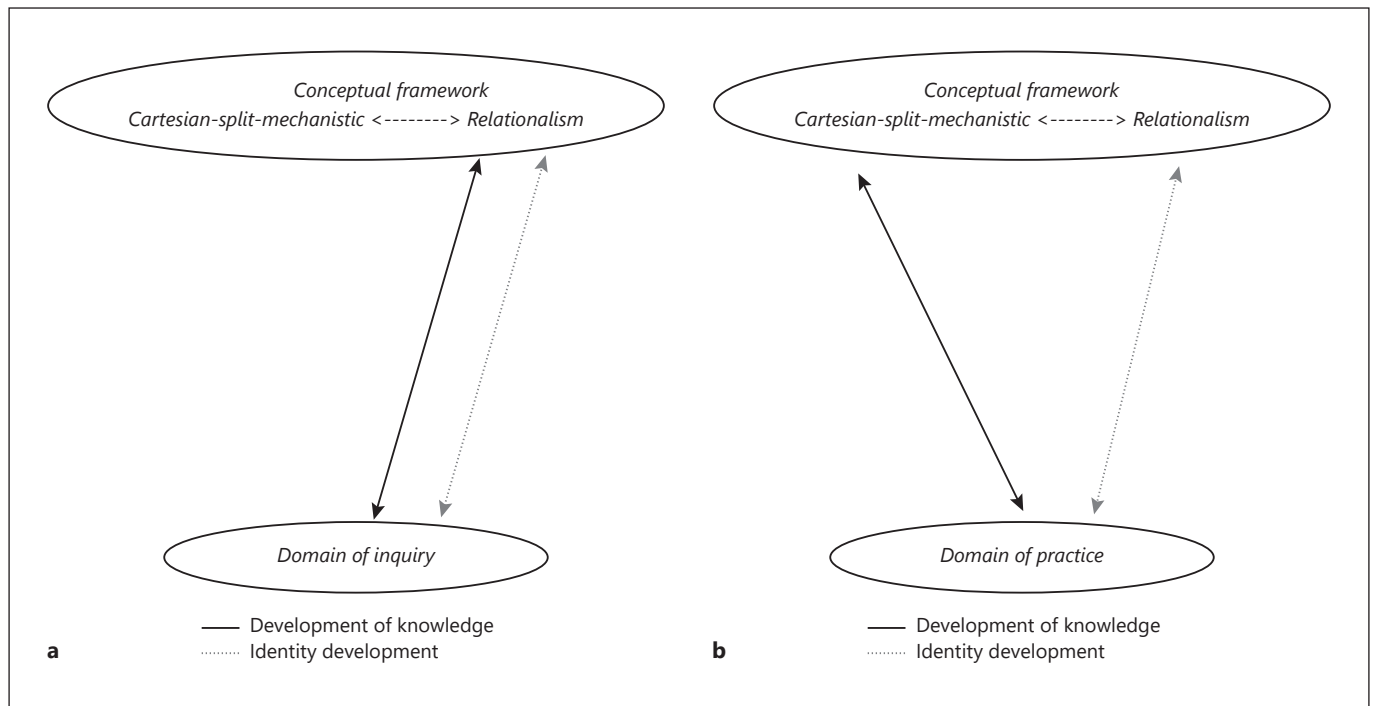 Conceptual framework
Cartesian-split-mechanistic <--------> Relationalism
Domain of inquiry
Development of knowledge
Identity development
a
Conceptual framework
Cartesian-split-mechanistic <--------> Relationalism
Domain of practice
Development of knowledge
Identity development
b